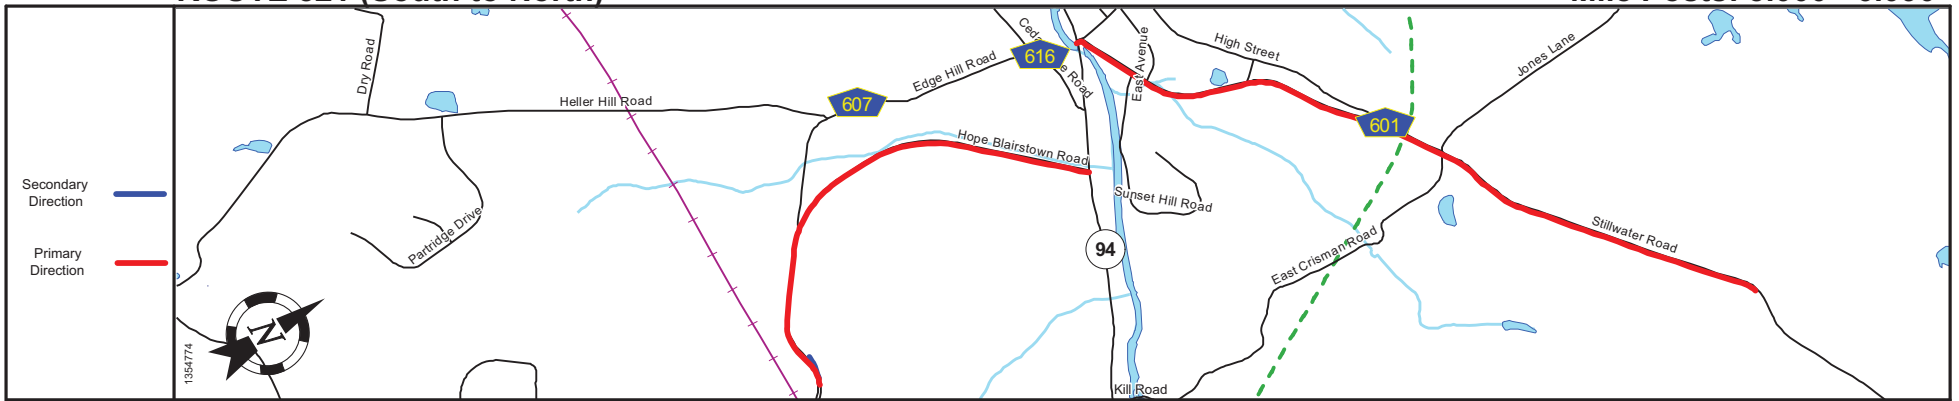 Secondary
Direction
Primary
Direction
1354774
N
Dry Road
Heller Hill Road
Partridge Drive
607
Edge Hill Road
616
Hope Blairstown Road
94
Sunset Hill Road
Kill Road
East Avenue
High Street
601
Jones Lane
East Crisman Road
Stillwater Road